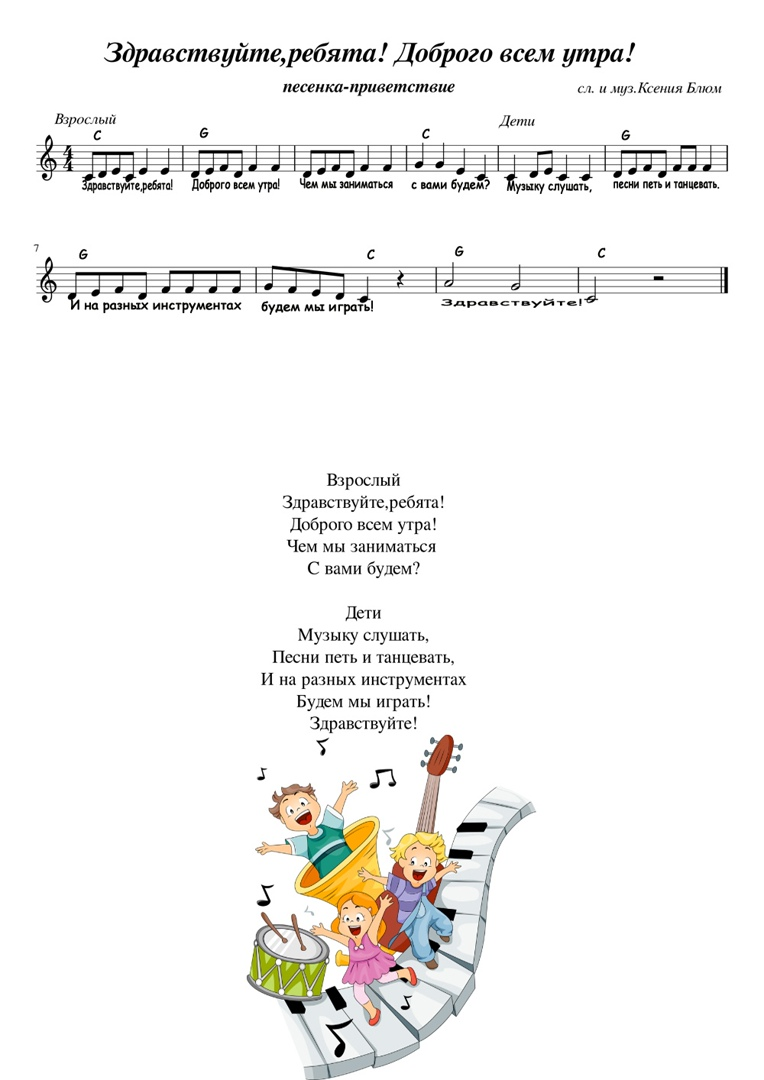 Здравствуйте,ребята! Доброго всем утра!
песенка-приветствие
сл. и муз.Ксения Блюм
Взрослый
Дети
C G C G
4
4
Здравствуйте,ребята! Доброго всем утра! Чем мы заниматься с вами будем? Музыку слушать, песни петь и танцевать.
7
G C G C
И на разных инструментах будем мы играть! Здравствуйте!
Взрослый
Здравствуйте,ребята!
Доброго всем утра!
Чем мы заниматься
С вами будем?
Дети
Музыку слушать,
Песни петь и танцевать,
И на разных инструментах
Будем мы играть!
Здравствуйте!